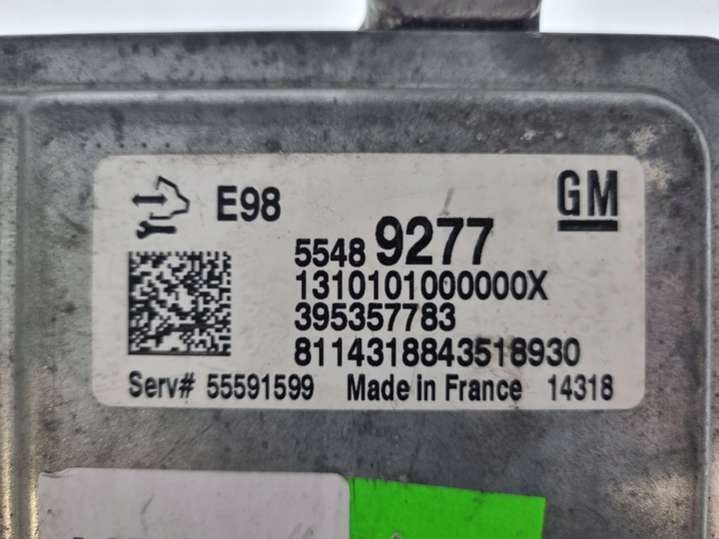 E98
GM
5548 9277
1310101000000X
395357783
8114318843518930
Serv# 55591599 Made in France 14318